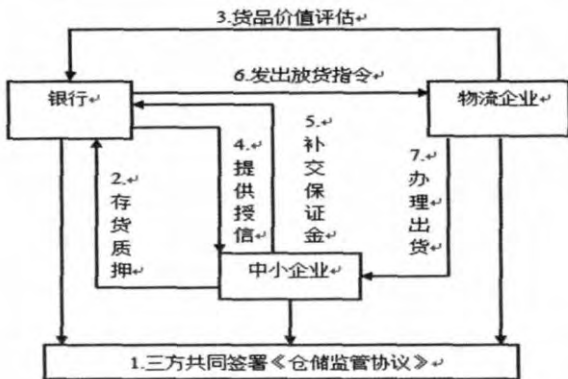 3.货品价值评估
银行
6.发出放货指令
物流企业
2.存货质押
4.提供授信
5.补交保证金
7.办理出货
中小企业
1.三方共同签署《仓储监管协议》